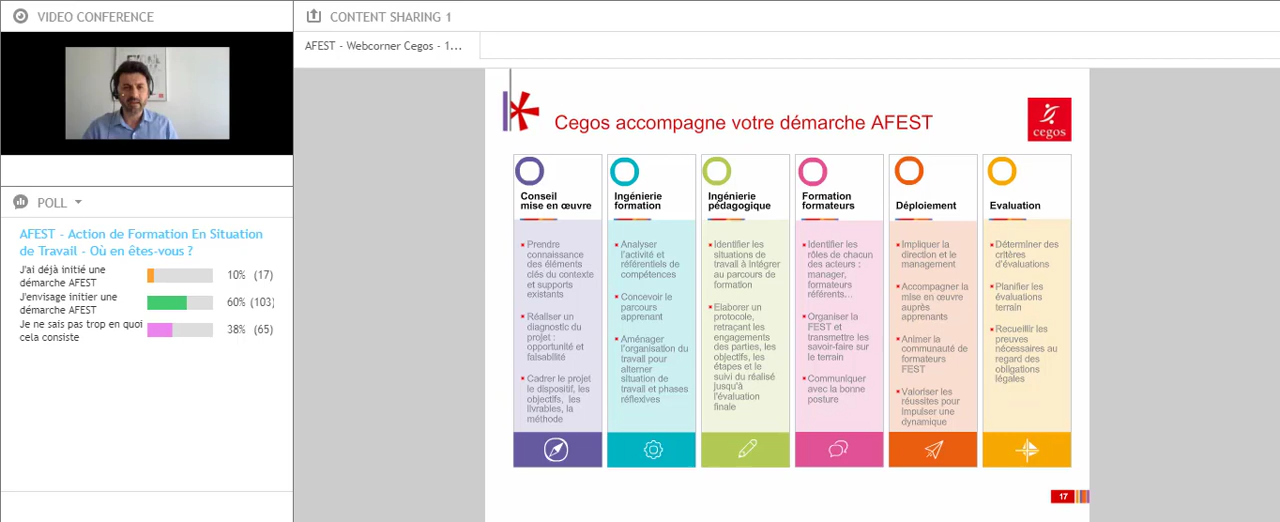 VIDEO CONFERENCE
CONTENT SHARING 1
AFEST - Webcorner Cegos - 1...
POLL
AFEST - Action de Formation En Situation
de Travail - Où en êtes-vous ?
J'ai déjà initié une
démarche AFEST
10% (17)
J'envisage initier une
démarche AFEST
60% (103)
Je ne sais pas trop en quoi
cela consiste
38% (65)
Cegos accompagne votre démarche AFEST
cegos
Conseil
mise en œuvre
Prendre
connaissance
des éléments
clés du contexte
et supports
existants
Réaliser un
diagnostic du
projet :
opportunité et
faisabilité
Cadrer le projet
le dispositif, les
objectifs, les
livrables, la
méthode
Ingénierie
formation
Analyser
l'activité et
référentiels de
compétences
Concevoir le
parcours
apprenant
Aménager
l'organisation du
travail pour
alterner
situation de
travail et phases
réflexives
Ingénierie
pédagogique
Identifier les
situations de
travail à intégrer
au parcours de
formation
Elaborer un
protocole,
retraçant les
engagements
des parties, les
objectifs, les
étapes et le
suivi du réalisé
jusqu'à
l'évaluation
finale
Formation
formateurs
Identifier les
rôles de chacun
des acteurs :
manager,
formateurs
référents...
Organiser la
FEST et
transmettre les
savoir-faire sur
le terrain
Communiquer
avec la bonne
posture
Déploiement
Impliquer la
direction et le
management
Accompagner la
mise en œuvre
auprès
apprenants
Animer la
communauté de
formateurs
FEST
Valoriser les
réussites pour
impulser une
dynamique
Evaluation
Déterminer des
critères
d'évaluations
Planifier les
évaluations
terrain
Recueillir les
preuves
nécessaires au
regard des
obligations
légales
17